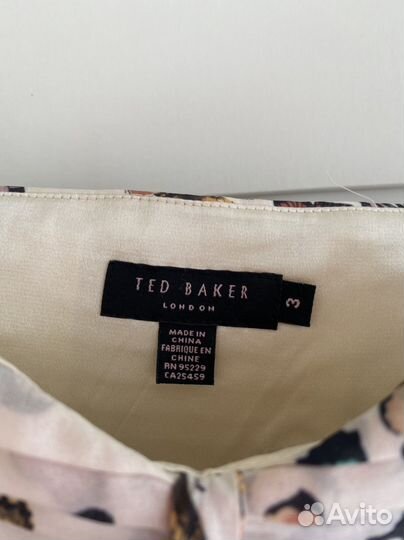 TED BAKER
LONDON
3
MADE IN
CHINA
FABRIQUE EN
CHINE
RN 95229
CA25459
Avito